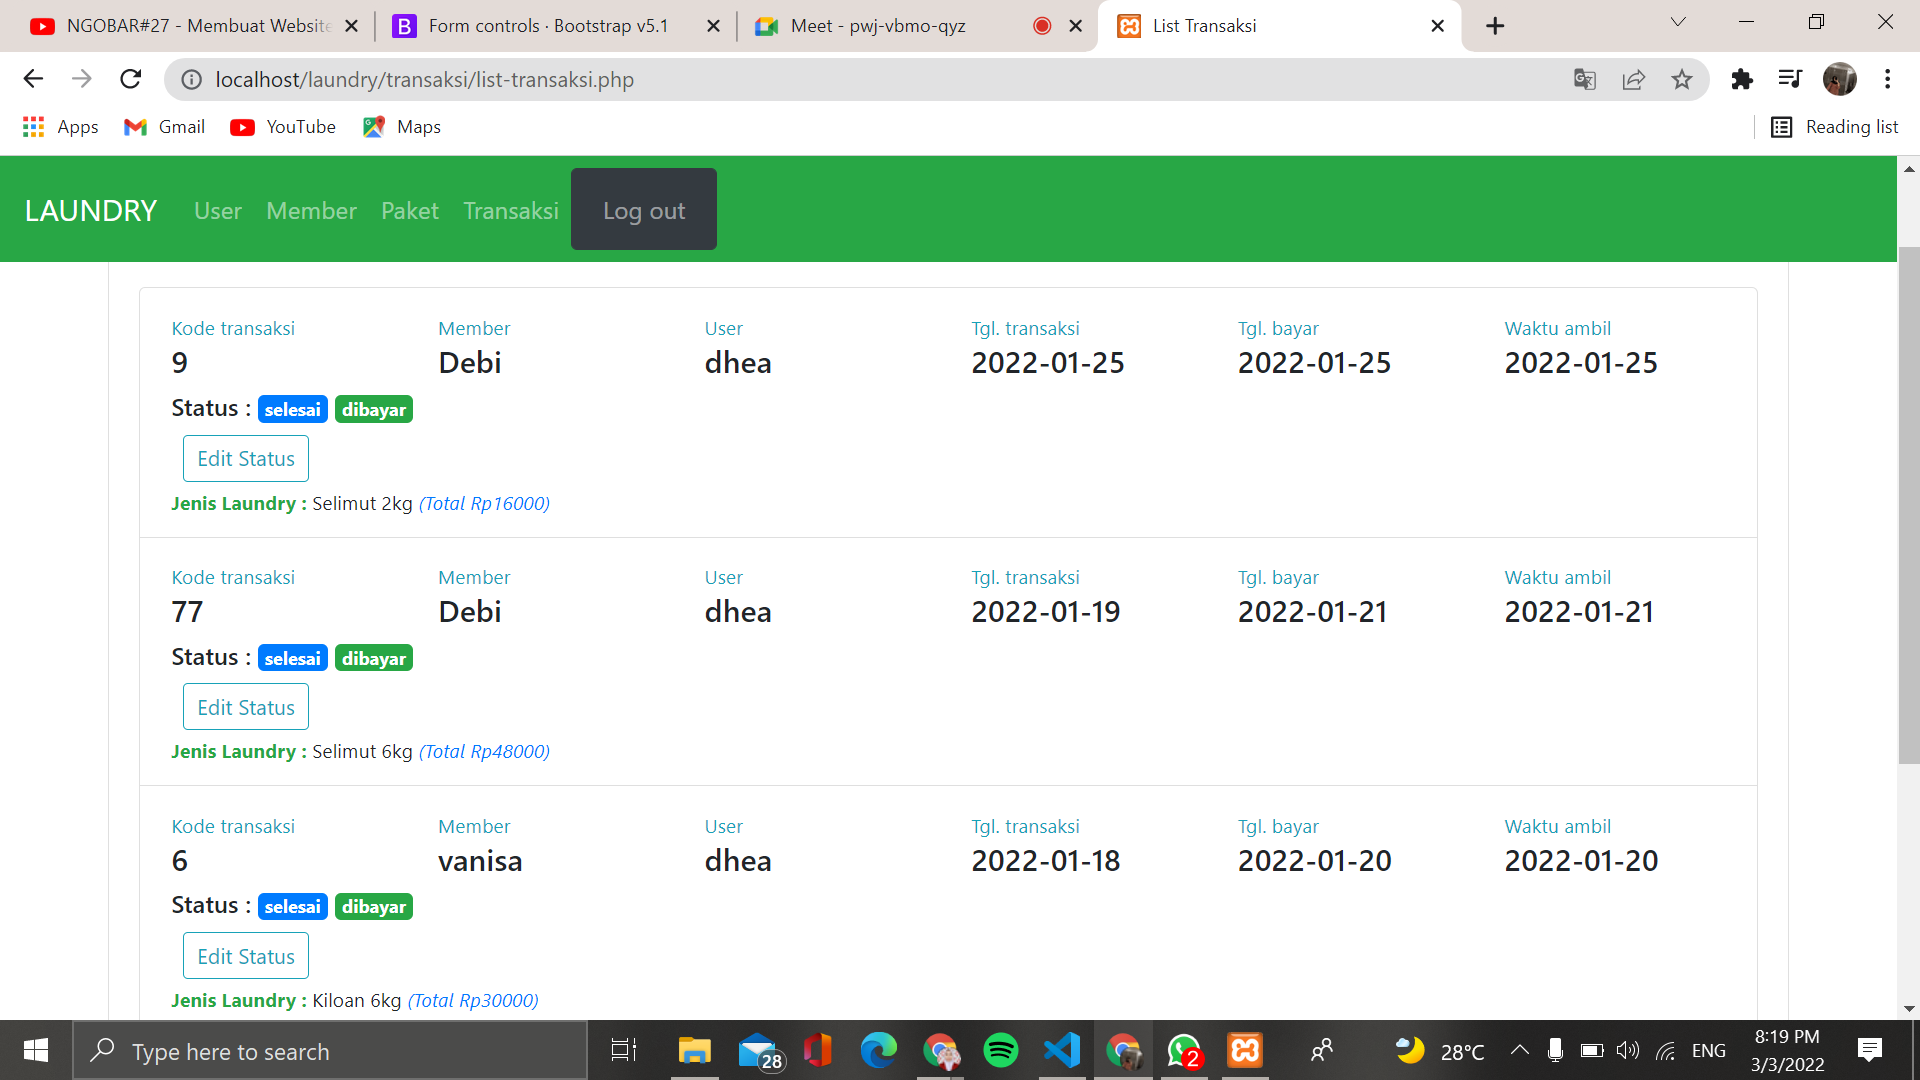 NGOBAR#27 - Membuat Website
Form controls · Bootstrap v5.1
Meet - pwj-vbmo-qyz
List Transaksi
localhost/laundry/transaksi/list-transaksi.php
Apps
Gmail
YouTube
Maps
Reading list
LAUNDRY User Member Paket Transaksi Log out
Kode transaksi Member User Tgl. transaksi Tgl. bayar Waktu ambil
9 Debi dhea 2022-01-25 2022-01-25 2022-01-25
Status : selesai dibayar
Edit Status
Jenis Laundry : Selimut 2kg (Total Rp16000)
Kode transaksi Member User Tgl. transaksi Tgl. bayar Waktu ambil
77 Debi dhea 2022-01-19 2022-01-21 2022-01-21
Status : selesai dibayar
Edit Status
Jenis Laundry : Selimut 6kg (Total Rp48000)
Kode transaksi Member User Tgl. transaksi Tgl. bayar Waktu ambil
6 vanisa dhea 2022-01-18 2022-01-20 2022-01-20
Status : selesai dibayar
Edit Status
Jenis Laundry : Kiloan 6kg (Total Rp30000)
Type here to search
28
2
28°C
ENG
8:19 PM
3/3/2022